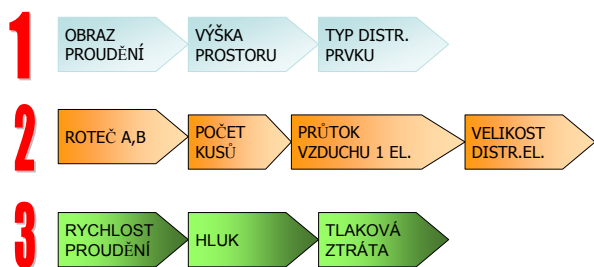 1
OBRAZ
PROUDĚNÍ
VÝŠKA
PROSTORU
TYP DISTR.
PRVKU
2
ROTEČ A,B
POČET
KUSŮ
PRŮTOK
VZDUCHU 1 EL.
VELIKOST
DISTR.EL.
3
RYCHLOST
PROUDĚNÍ
HLUK
TLAKOVÁ
ZTRÁTA